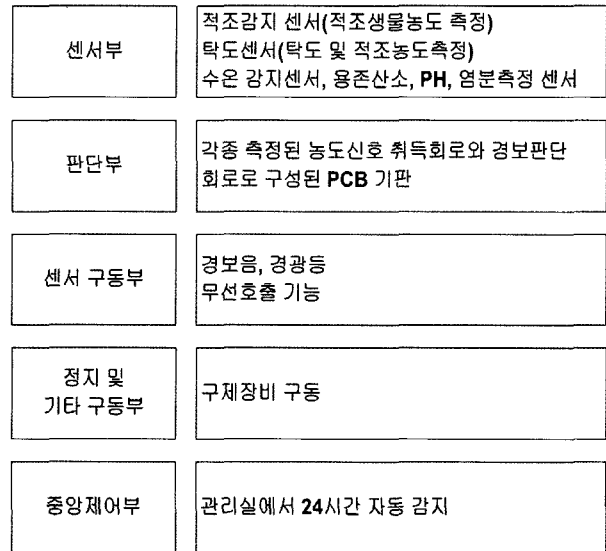 센서부
적조감지 센서(적조생물농도 측정)
탁도센서(탁도 및 적조농도측정)
수온 감지센서, 용존산소, PH, 염분측정 센서
판단부
각종 측정된 농도신호 취득회로와 경보판단
회로로 구성된 PCB 기판
센서 구동부
경보음, 경광등
무선호출 기능
정지 및
기타 구동부
구제장비 구동
중앙제어부
관리실에서 24시간 자동 감지